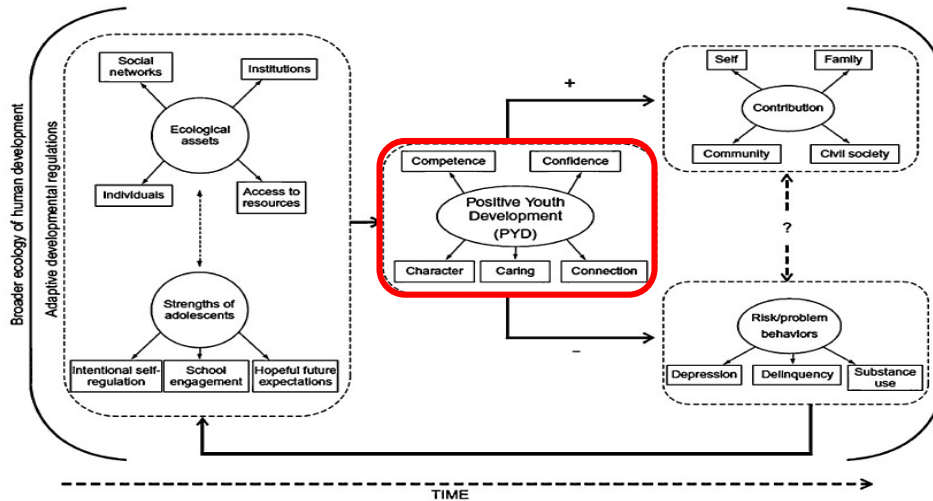 Broader ecology of human development
Adaptive developmental regulations
Social
networks
Institutions
Ecological
assets
Individuals
Access to
resources
Strengths of
adolescents
Intentional self-
regulation
School
engagement
Hopeful future
expectations
Competence
Confidence
Positive Youth
Development
(PYD)
Character
Caring
Connection
+
–
Self
Family
Contribution
Community
Civil society
?
Risk/problem
behaviors
Depression
Delinquency
Substance
use
TIME